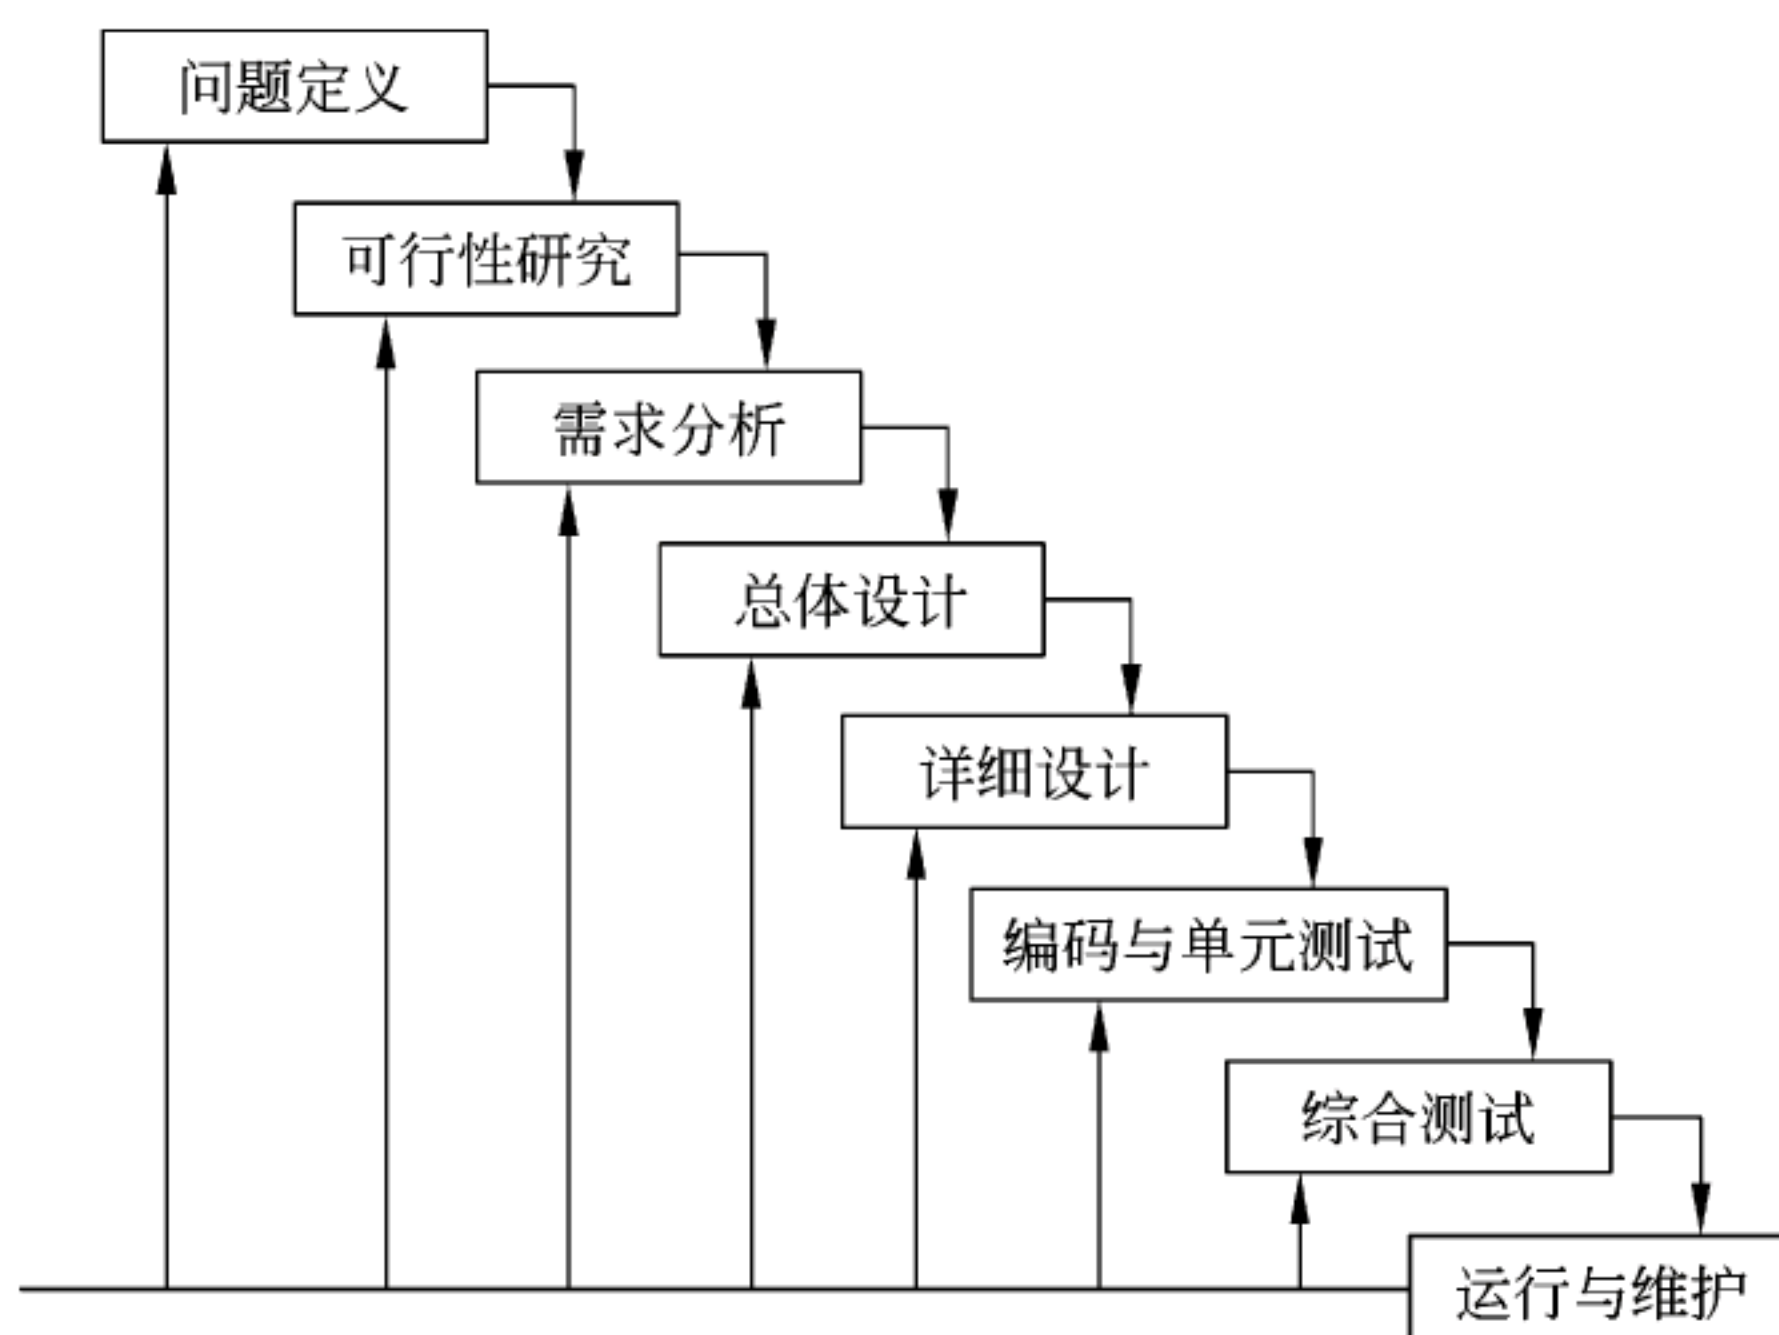 问题定义
可行性研究
需求分析
总体设计
详细设计
编码与单元测试
综合测试
运行与维护